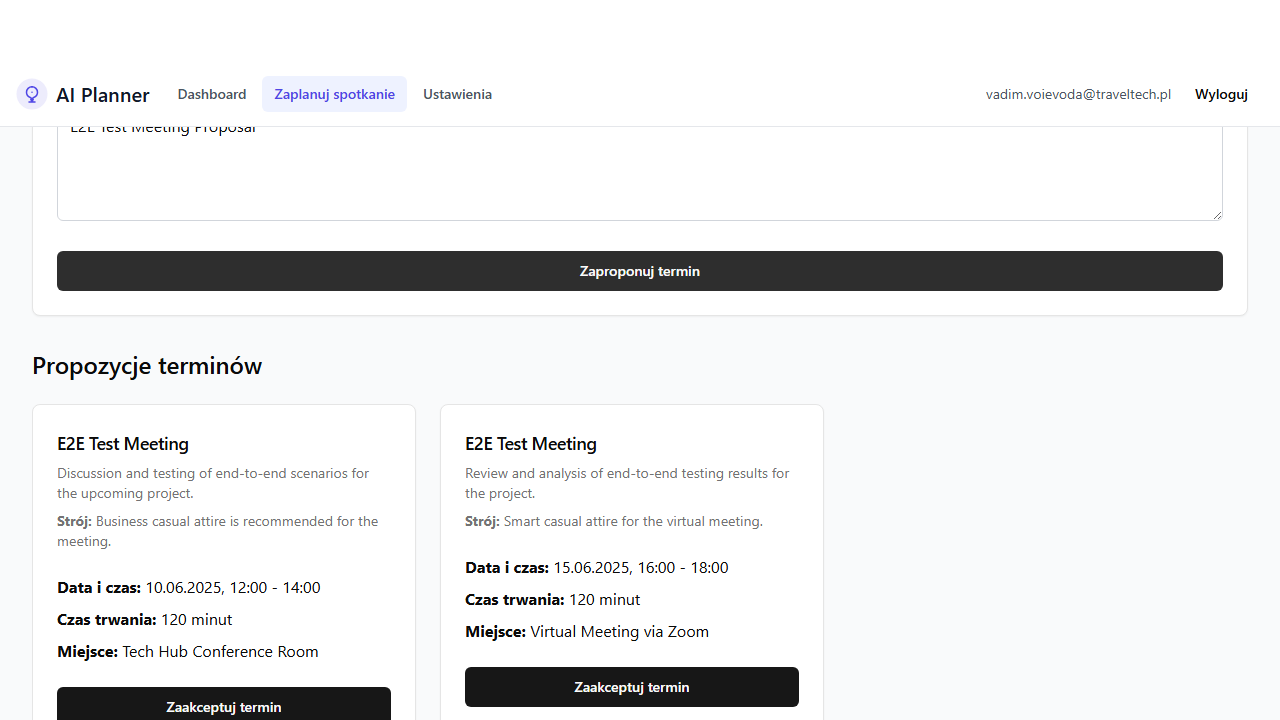 AI Planner
Dashboard
Zaplanuj spotkanie
Ustawienia
vadim.voievoda@traveltech.pl
Wyloguj
E2E Test Meeting Proposal
Zaproponuj termin
Propozycje terminów
E2E Test Meeting
Discussion and testing of end-to-end scenarios for
the upcoming project.
Strój: Business casual attire is recommended for the
meeting.
Data i czas: 10.06.2025, 12:00 - 14:00
Czas trwania: 120 minut
Miejsce: Tech Hub Conference Room
Zaakceptuj termin
E2E Test Meeting
Review and analysis of end-to-end testing results for
the project.
Strój: Smart casual attire for the virtual meeting.
Data i czas: 15.06.2025, 16:00 - 18:00
Czas trwania: 120 minut
Miejsce: Virtual Meeting via Zoom
Zaakceptuj termin